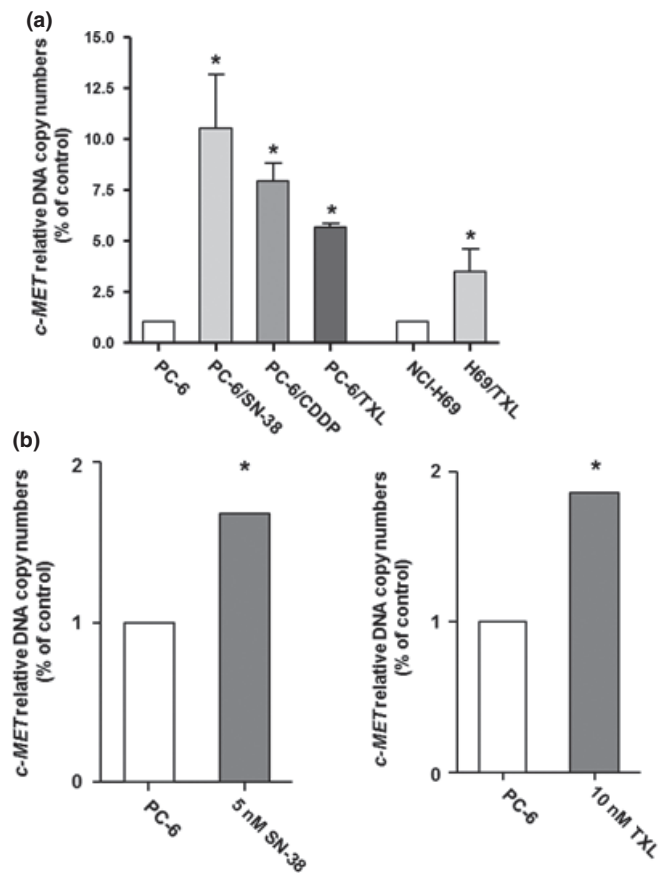 (a)
c-MET relative DNA copy numbers
(% of control)
15.0
12.5
10.0
7.5
5.0
2.5
0.0
*
*
*
*
PC-6
PC-6/SN-38
PC-6/CDDP
PC-6/TXL
NCI-H69
H69/TXL
(b)
c-MET relative DNA copy numbers
(% of control)
2
1
0
*
PC-6
5 nM SN-38
c-MET relative DNA copy numbers
(% of control)
2
1
0
*
PC-6
10 nM TXL